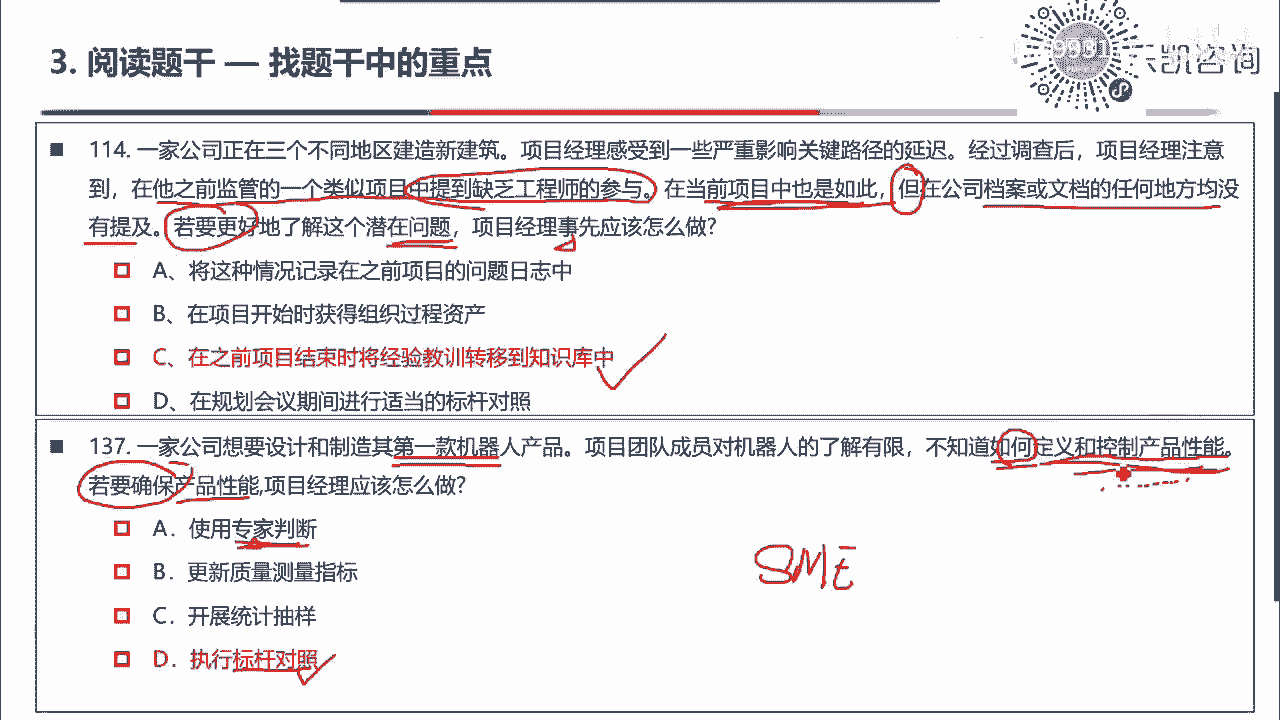 3. 阅读题干 — 找题干中的重点
凯咨询
114. 一家公司正在三个不同地区建造新建筑。项目经理感受到一些严重影响关键路径的延迟。经过调查后，项目经理注意
到，在他之前监管的一个类似项目中提到缺乏工程师的参与。在当前项目中也是如此，但在公司档案或文档的任何地方均没
有提及。若要更好地了解这个潜在问题，项目经理事先应该怎么做?
A、将这种情况记录在之前项目的问题日志中
B、在项目开始时获得组织过程资产
C、在之前项目结束时将经验教训转移到知识库中
D、在规划会议期间进行适当的标杆对照
137. 一家公司想要设计和制造其第一款机器人产品。项目团队成员对机器人的了解有限，不知道如何定义和控制产品性能。
若要确保产品性能,项目经理应该怎么做?
A．使用专家判断
B．更新质量测量指标
SME
C．开展统计抽样
D．执行标杆对照